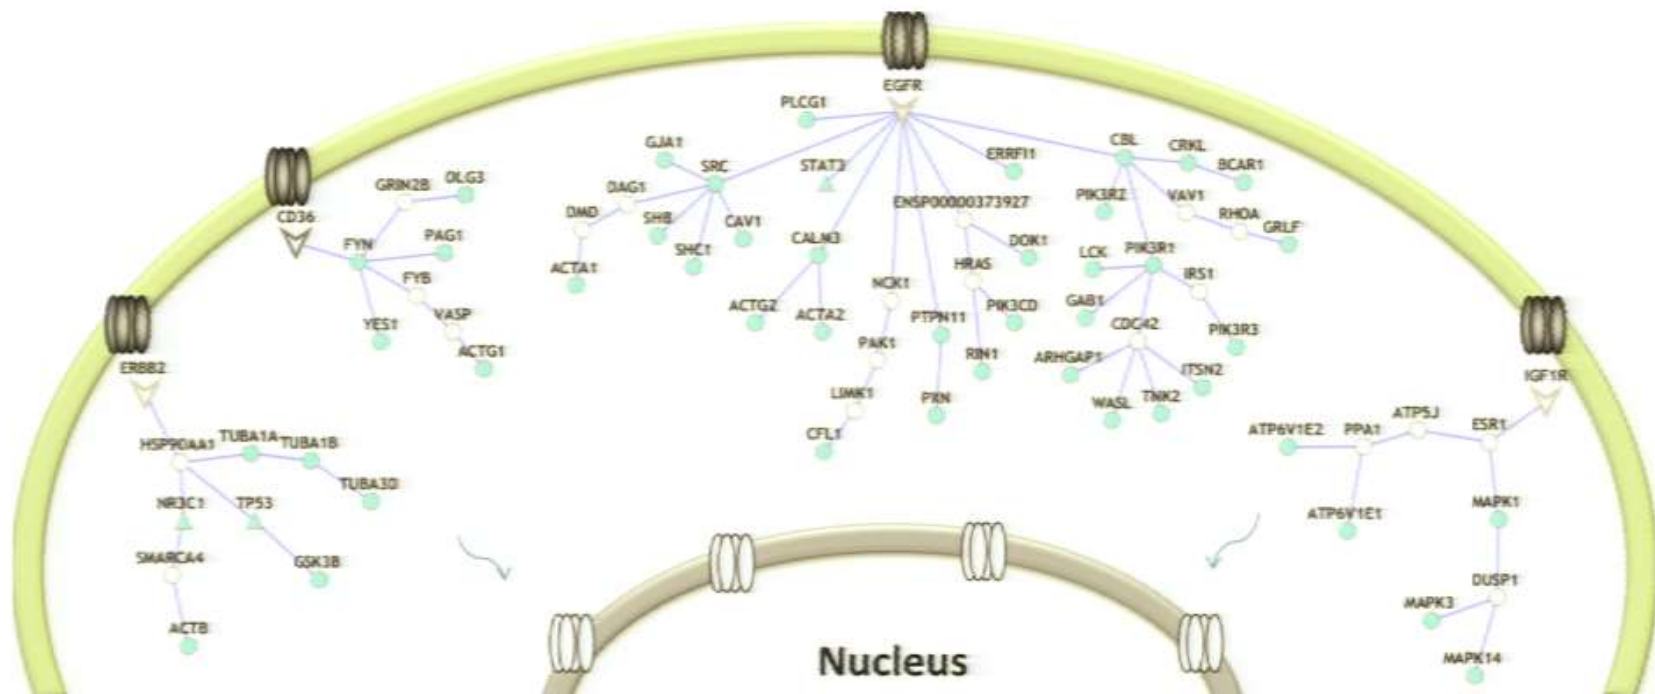 EGFR
PLCG1
GJA1
SRC
STAT3
ERRFI1
CBL
CRKL
BCAR1
DAG1
DMD
SHB
SHC1
CAV1
ACTA1
CALM3
ACTG2
ACTA2
ENSP00000373927
DOK1
HRAS
PIK3CD
RIN1
NCK1
PAK1
LIMK1
CFL1
PTPN11
PXN
PIK3R2
VAV1
RHOA
GRLF
LCK
PIK3R1
IRS1
GAB1
CDC42
PIK3R3
ARHGAP1
ITSN2
WASL
TNK2
CD36
GRIN2B
DLG3
FYN
PAG1
FYB
YES1
VASP
ACTG1
ERBB2
HSP90AA1
TUBA1A
TUBA1B
TUBA3D
NR3C1
TP53
SMARCA4
GSK3B
ACTB
IGF1R
ATP5J
ESR1
ATP6V1E2
PPA1
ATP6V1E1
MAPK1
DUSP1
MAPK3
MAPK14
Nucleus